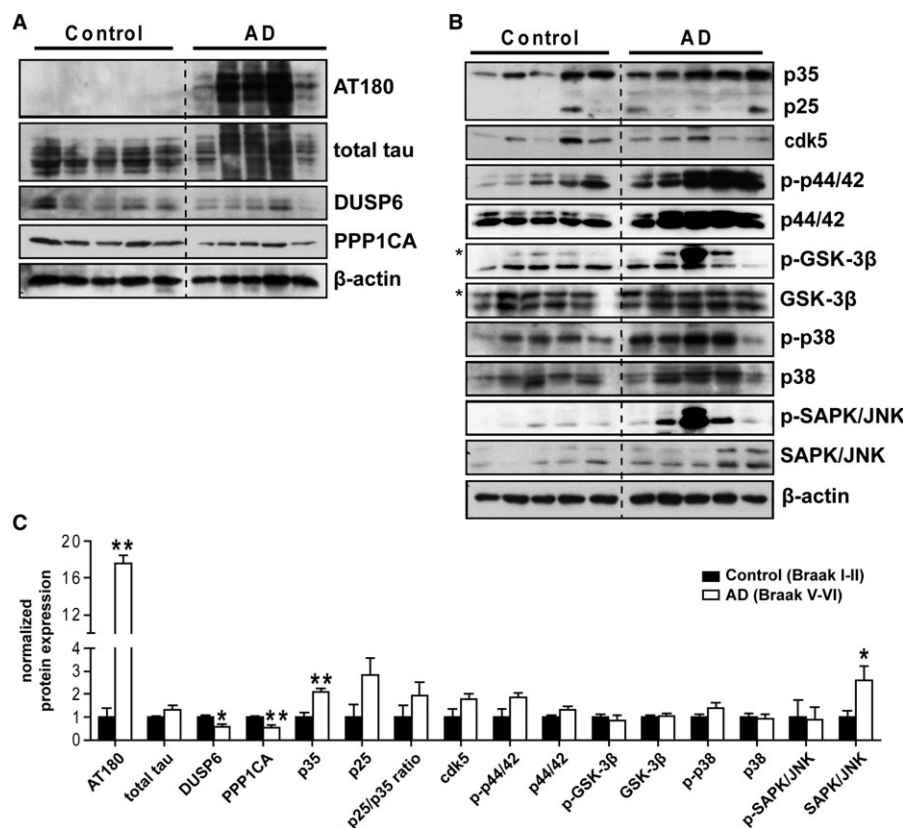 A
Control AD
AT180
total tau
DUSP6
PPP1CA
β-actin
B
Control AD
p35
p25
cdk5
p-p44/42
p44/42
* p-GSK-3β
* GSK-3β
p-p38
p38
p-SAPK/JNK
SAPK/JNK
β-actin
C
normalized
protein expression
20
16
12
4
3
2
1
0
** * ** ** *
Control (Braak I-II)
AD (Braak V-VI)
AT180
total tau
DUSP6
PPP1CA
p35
p25
p25/p35 ratio
cdk5
p-p44/42
p44/42
p-GSK-3β
GSK-3β
p-p38
p38
p-SAPK/JNK
SAPK/JNK